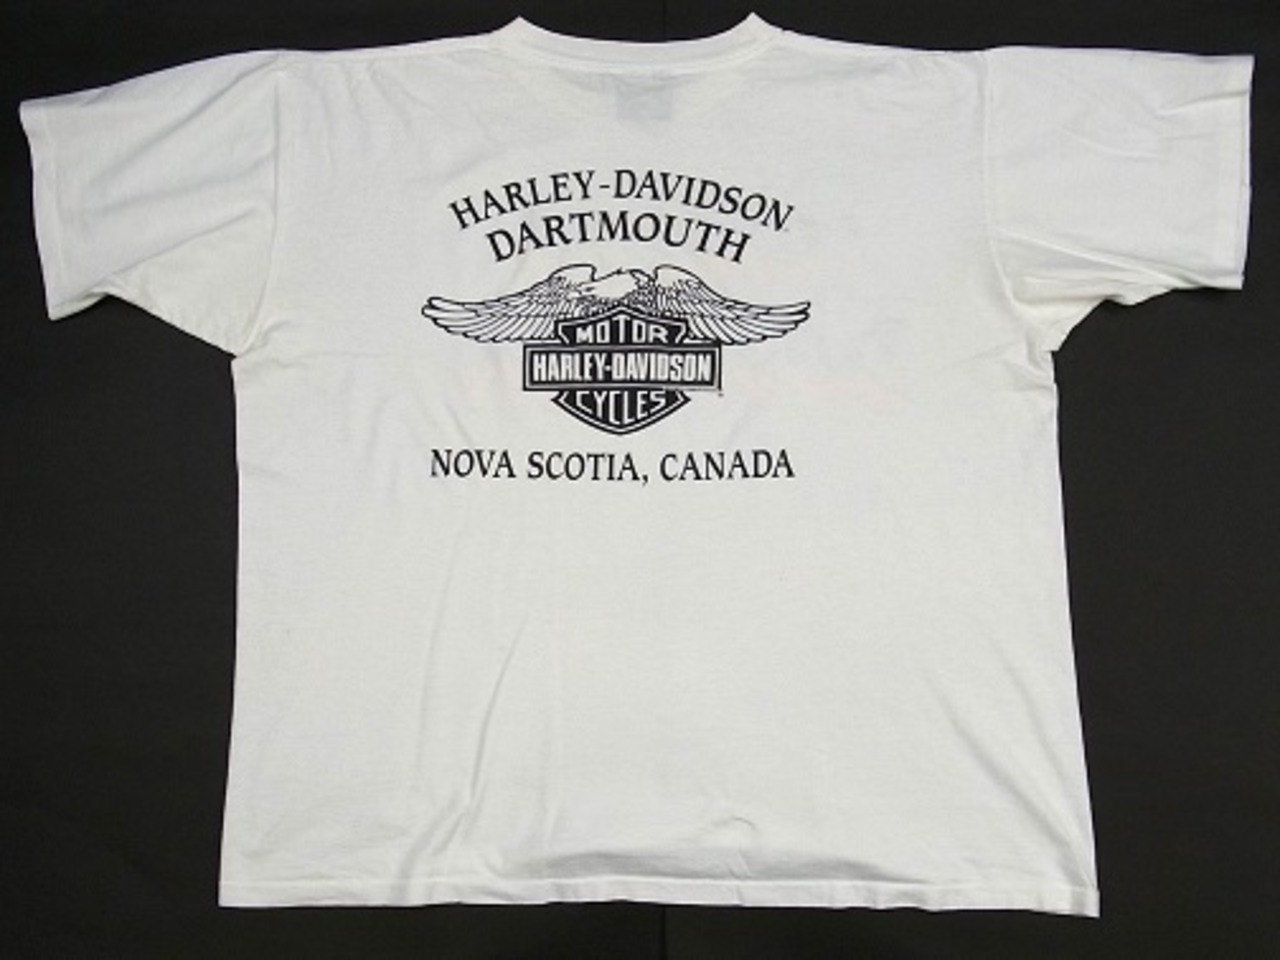 HARLEY-DAVIDSON
DARTMOUTH
MOTOR
HARLEY-DAVIDSON
CYCLES
NOVA SCOTIA, CANADA